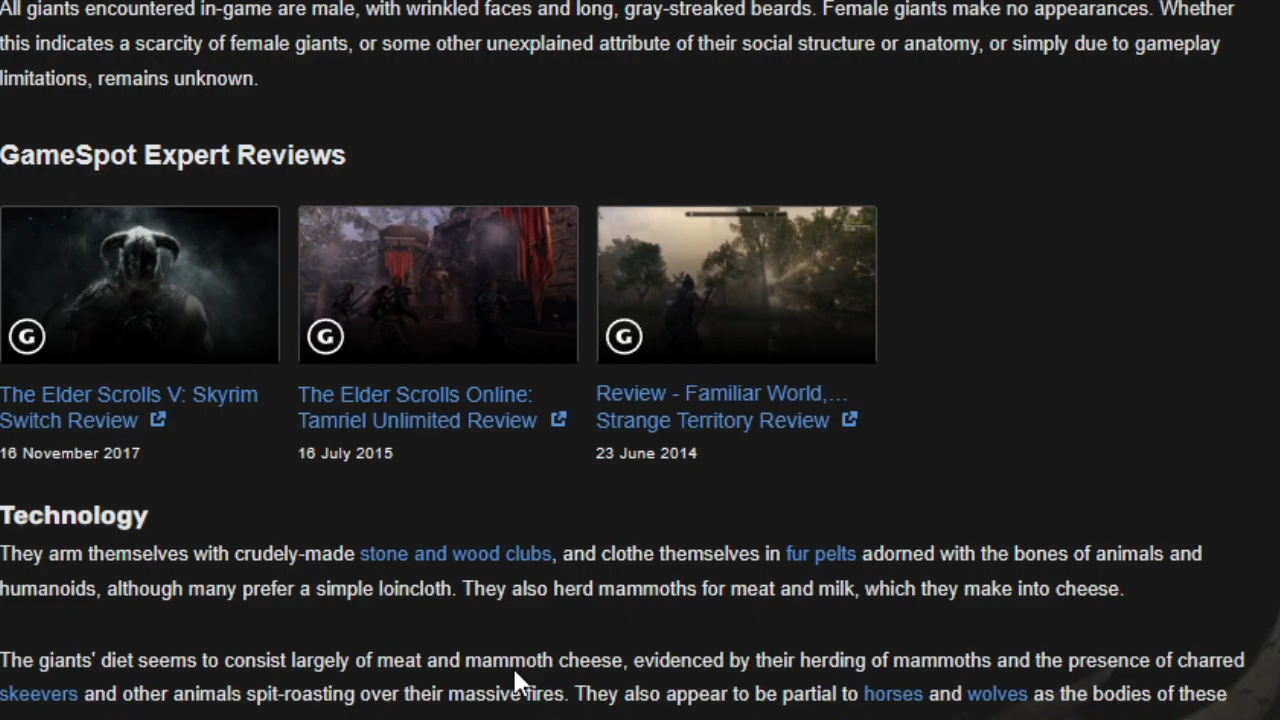 All giants encountered in-game are male, with wrinkled faces and long, gray-streaked beards. Female giants make no appearances. Whether
this indicates a scarcity of female giants, or some other unexplained attribute of their social structure or anatomy, or simply due to gameplay
limitations, remains unknown.
GameSpot Expert Reviews
G
G
G
The Elder Scrolls V: Skyrim
Switch Review
16 November 2017
The Elder Scrolls Online:
Tamriel Unlimited Review
16 July 2015
Review - Familiar World,...
Strange Territory Review
23 June 2014
Technology
They arm themselves with crudely-made stone and wood clubs, and clothe themselves in fur pelts adorned with the bones of animals and
humanoids, although many prefer a simple loincloth. They also herd mammoths for meat and milk, which they make into cheese.
The giants' diet seems to consist largely of meat and mammoth cheese, evidenced by their herding of mammoths and the presence of charred
skeevers and other animals spit-roasting over their massive fires. They also appear to be partial to horses and wolves as the bodies of these